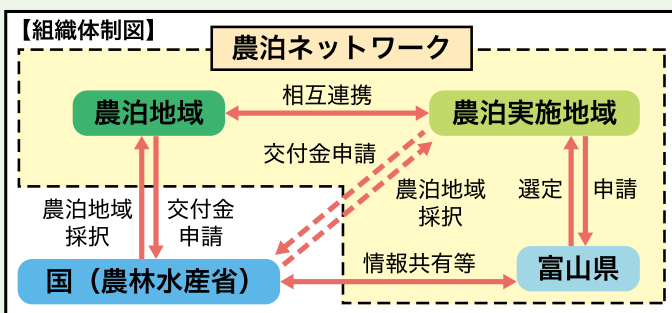 【組織体制図】
農泊ネットワーク
農泊地域
相互連携
農泊実施地域
交付金申請
農泊地域
採択
交付金
申請
農泊地域
採択
選定
申請
国（農林水産省）
情報共有等
富山県